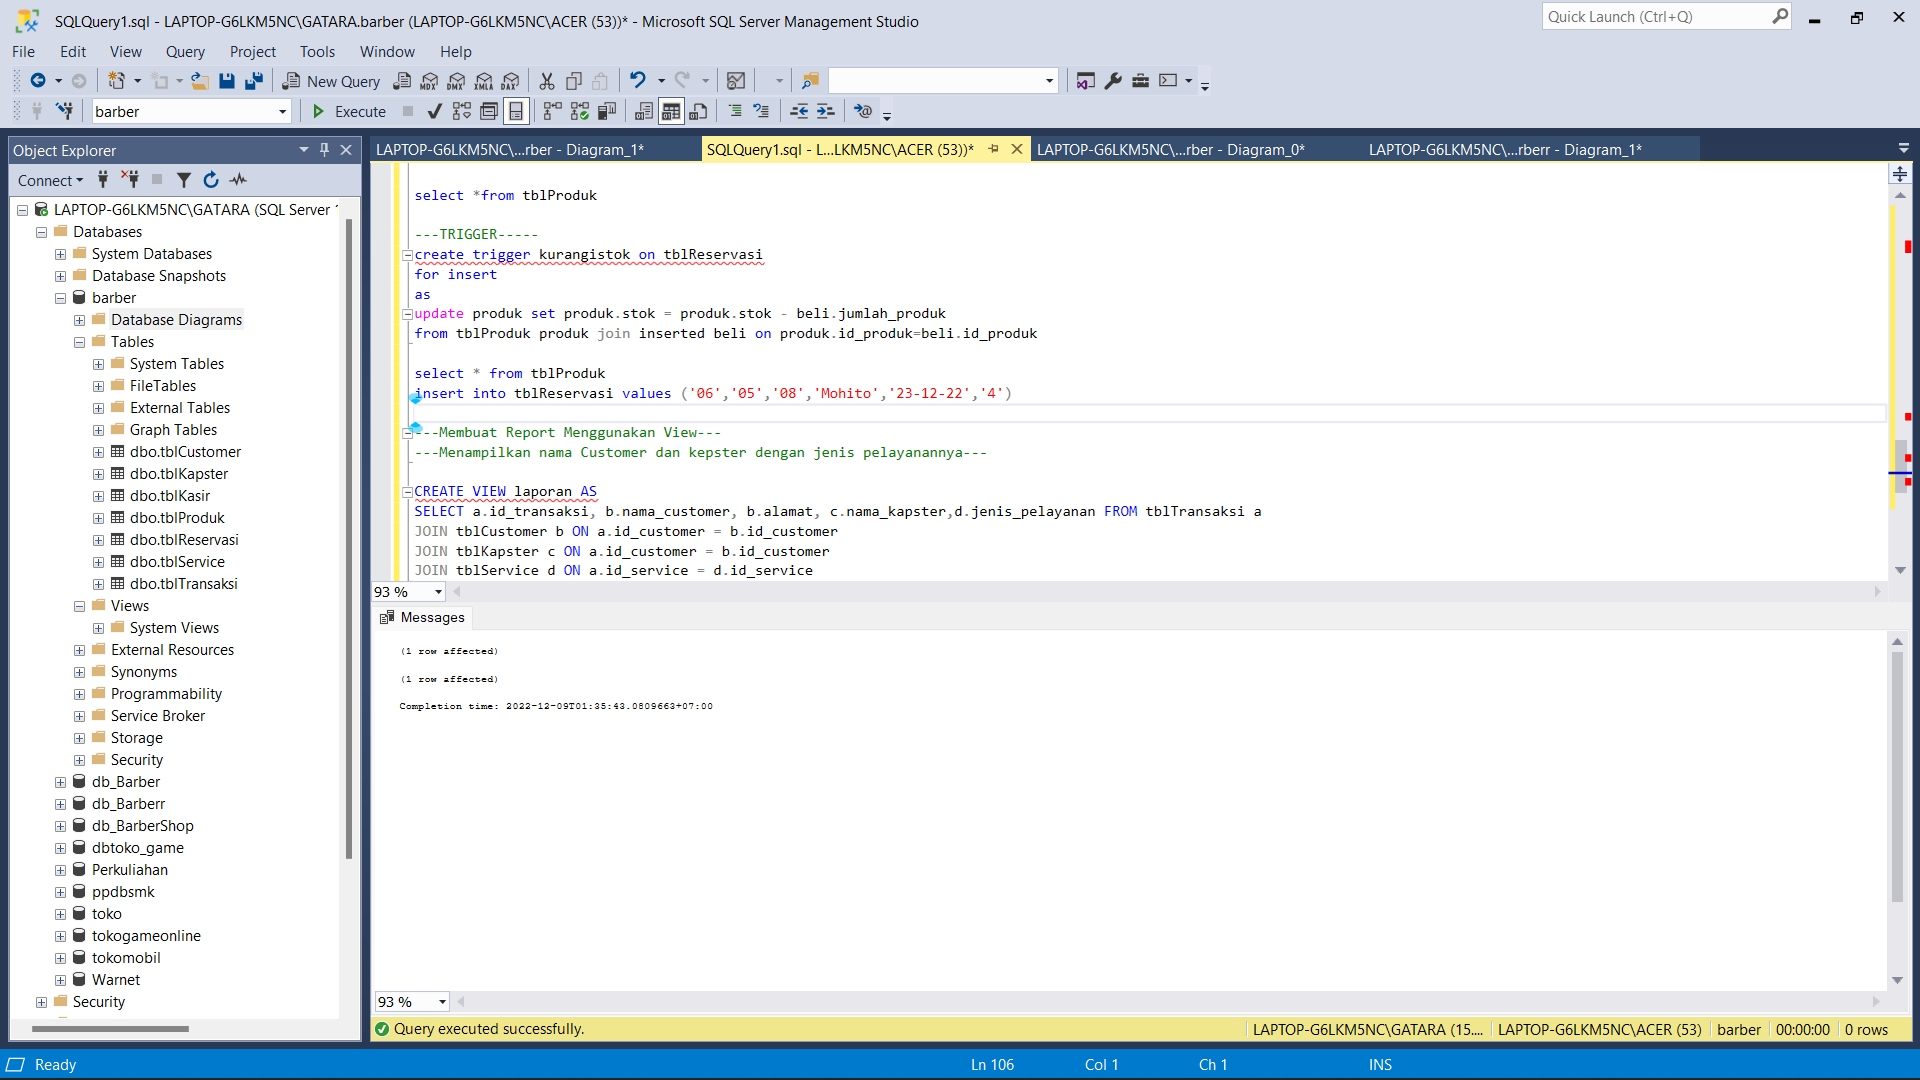 SQLQuery1.sql - LAPTOP-G6LKM5NC\GATARA.barber (LAPTOP-G6LKM5NC\ACER (53))* - Microsoft SQL Server Management Studio
Quick Launch (Ctrl+Q)
File Edit View Query Project Tools Window Help
New Query MDX DMX XMLA DAX
barber Execute
Object Explorer
Connect
LAPTOP-G6LKM5NC\GATARA (SQL Server
Databases
System Databases
Database Snapshots
barber
Database Diagrams
Tables
System Tables
FileTables
External Tables
Graph Tables
dbo.tblCustomer
dbo.tblKapster
dbo.tblKasir
dbo.tblProduk
dbo.tblReservasi
dbo.tblService
dbo.tblTransaksi
Views
System Views
External Resources
Synonyms
Programmability
Service Broker
Storage
Security
db_Barber
db_Barberr
db_BarberShop
dbtoko_game
Perkuliahan
ppdbsmk
toko
tokogameonline
tokomobil
Warnet
Security
LAPTOP-G6LKM5NC\...rber - Diagram_1* SQLQuery1.sql - L...LKM5NC\ACER (53))* LAPTOP-G6LKM5NC\...rber - Diagram_0* LAPTOP-G6LKM5NC\...rberr - Diagram_1*
select *from tblProduk
---TRIGGER-----
create trigger kurangistok on tblReservasi
for insert
as
update produk set produk.stok = produk.stok - beli.jumlah_produk
from tblProduk produk join inserted beli on produk.id_produk=beli.id_produk
select * from tblProduk
insert into tblReservasi values ('06','05','08','Mohito','23-12-22','4')
---Membuat Report Menggunakan View---
---Menampilkan nama Customer dan kepster dengan jenis pelayanannya---
CREATE VIEW laporan AS
SELECT a.id_transaksi, b.nama_customer, b.alamat, c.nama_kapster,d.jenis_pelayanan FROM tblTransaksi a
JOIN tblCustomer b ON a.id_customer = b.id_customer
JOIN tblKapster c ON a.id_customer = b.id_customer
JOIN tblService d ON a.id_service = d.id_service
93 %
Messages
(1 row affected)
(1 row affected)
Completion time: 2022-12-09T01:35:43.0809663+07:00
93 %
Query executed successfully. LAPTOP-G6LKM5NC\GATARA (15.... LAPTOP-G6LKM5NC\ACER (53) barber 00:00:00 0 rows
Ready Ln 106 Col 1 Ch 1 INS